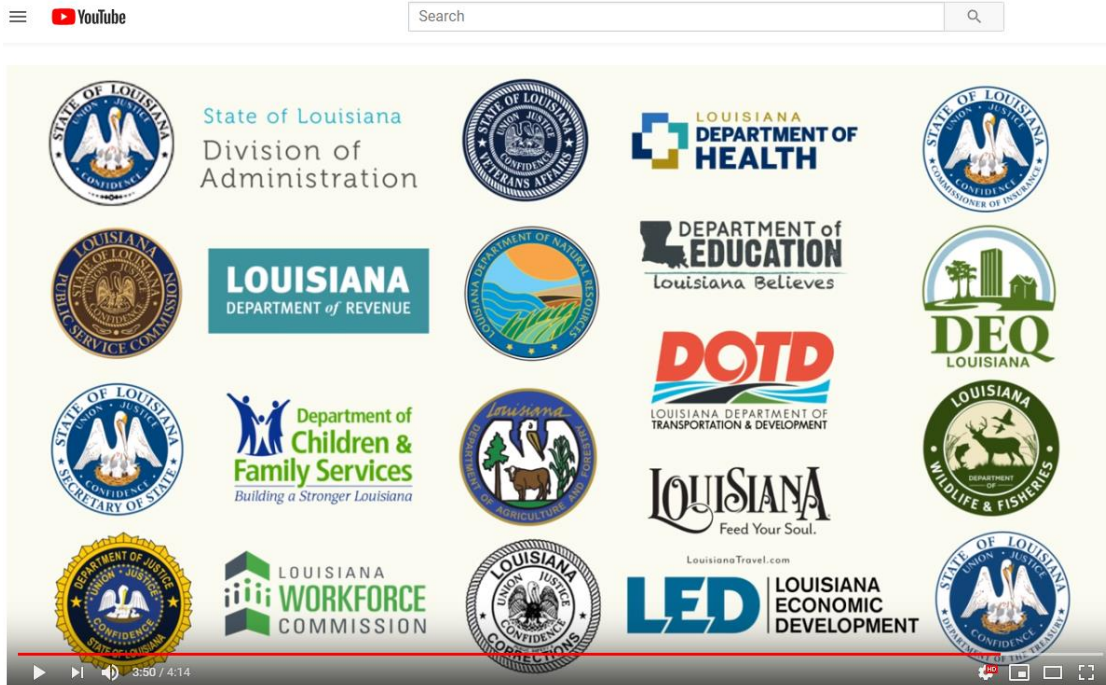 YouTube
Search
STATE OF LOUISIANA
UNION · JUSTICE
CONFIDENCE
State of Louisiana
Division of
Administration
STATE OF LOUISIANA
UNION JUSTICE
CONFIDENCE
VETERANS AFFAIRS
LOUISIANA
DEPARTMENT OF
HEALTH
STATE OF LOUISIANA
UNION · JUSTICE
CONFIDENCE
COMMISSIONER OF INSURANCE
LOUISIANA
STATE OF LOUISIANA
CONFIDENCE
PUBLIC SERVICE COMMISSION
LOUISIANA
DEPARTMENT of REVENUE
LOUISIANA DEPARTMENT OF NATURAL RESOURCES
DEPARTMENT of
EDUCATION
Louisiana Believes
DEQ
LOUISIANA
DOTD
LOUISIANA DEPARTMENT OF
TRANSPORTATION & DEVELOPMENT
STATE OF LOUISIANA
UNION · JUSTICE
CONFIDENCE
SECRETARY OF STATE
Department of
Children &
Family Services
Building a Stronger Louisiana
Louisiana
DEPARTMENT OF AGRICULTURE AND FORESTRY
LOUISIANA
Feed Your Soul.
LouisianaTravel.com
LOUISIANA
DEPARTMENT
OF
WILDLIFE & FISHERIES
DEPARTMENT OF JUSTICE
UNION · JUSTICE
CONFIDENCE
STATE OF LOUISIANA
LOUISIANA
WORKFORCE
COMMISSION
LOUISIANA
UNION JUSTICE
CONFIDENCE
CORRECTIONS
LED
LOUISIANA
ECONOMIC
DEVELOPMENT
STATE OF LOUISIANA
UNION · JUSTICE
CONFIDENCE
DEPARTMENT OF THE TREASURY
3:50 / 4:14
HD